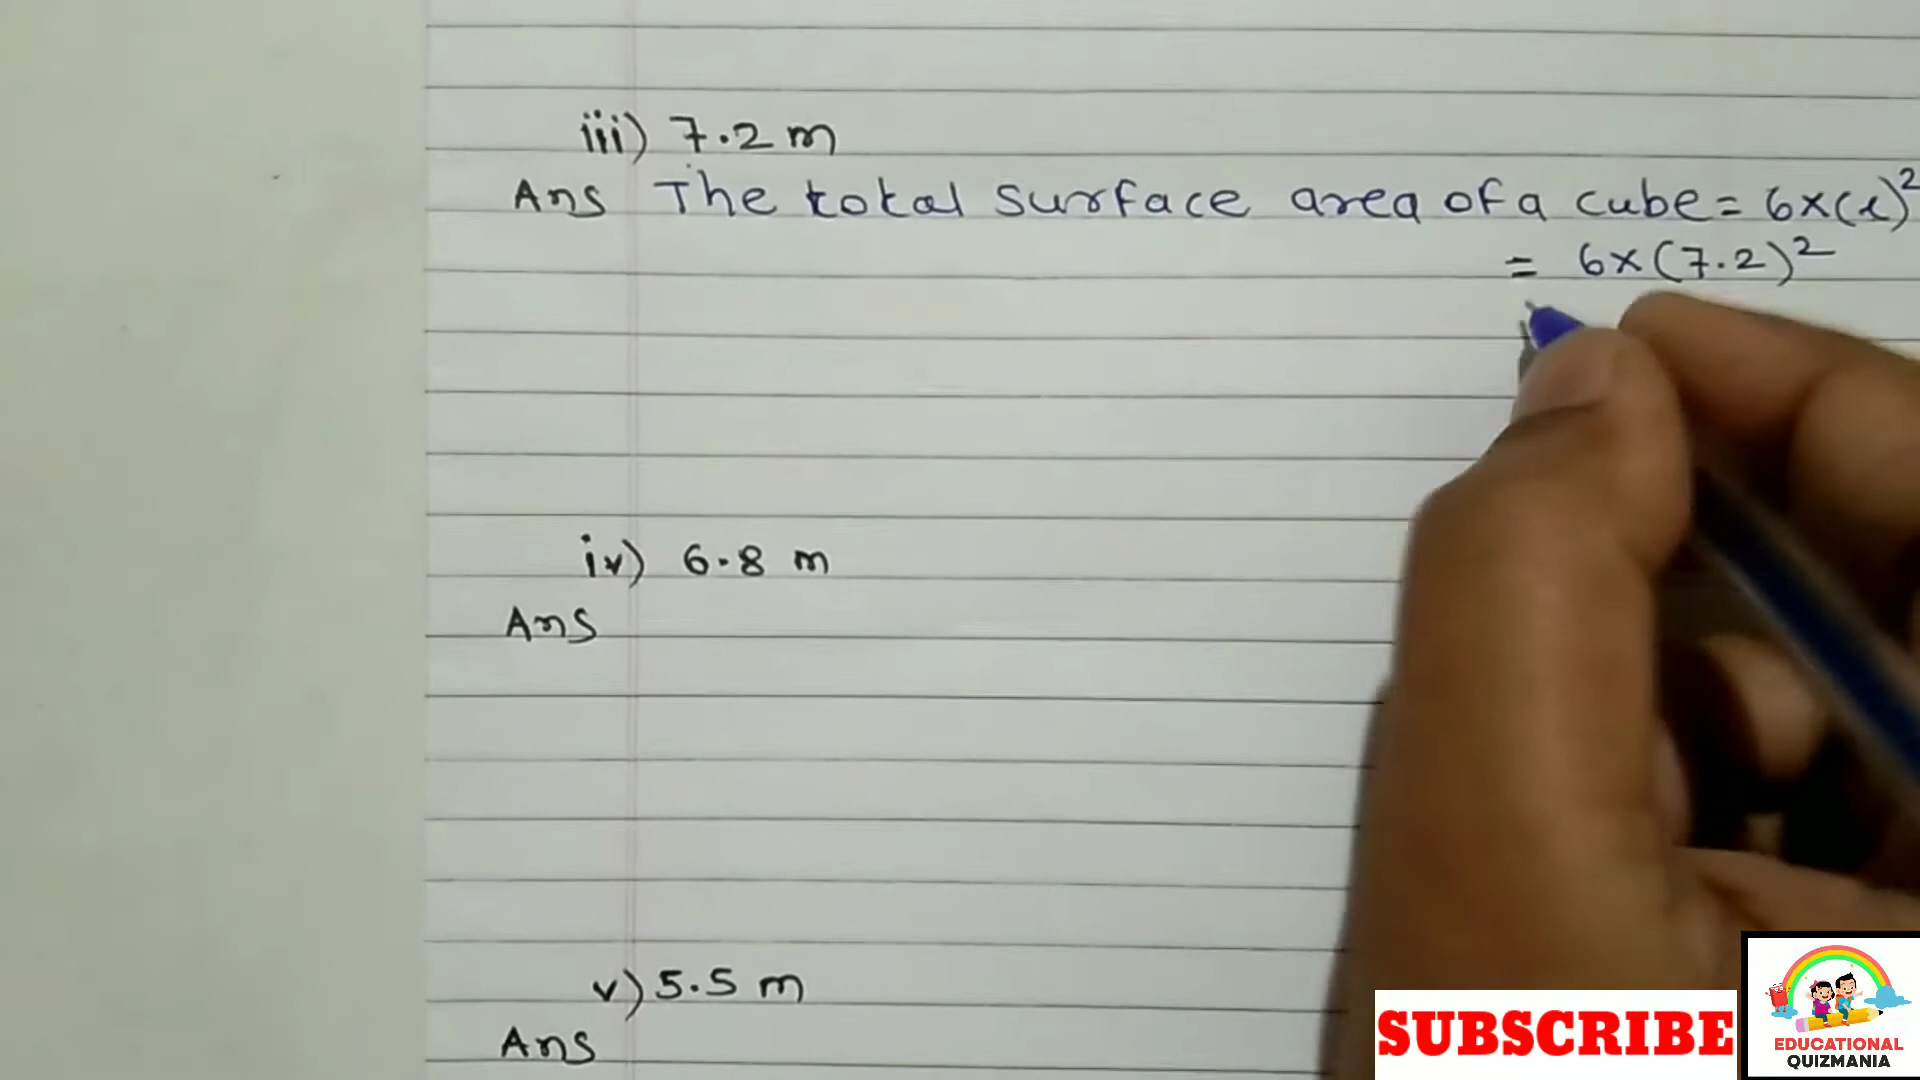 iii) 7.2 m
Ans The total surface area of a cube = 6×(l)²
= 6×(7.2)²
iv) 6.8 m
Ans
v) 5.5 m
Ans
SUBSCRIBE
EDUCATIONAL
QUIZMANIA